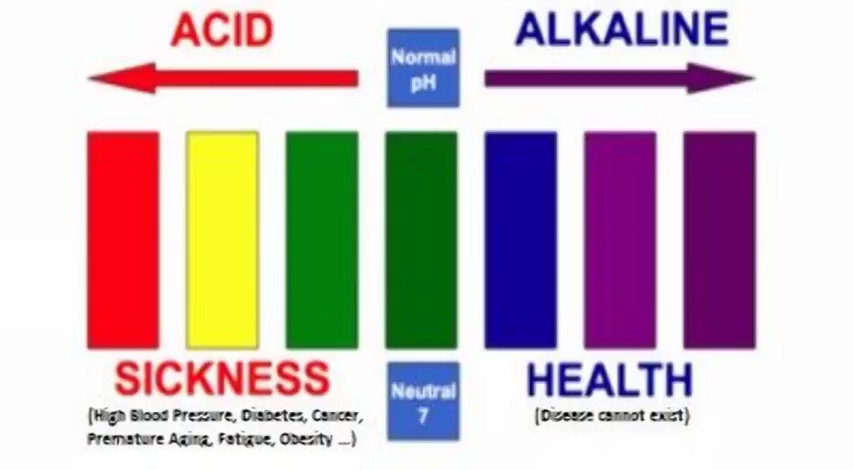 ACID
Normal
pH
ALKALINE
SICKNESS
(High Blood Pressure, Diabetes, Cancer,
Premature Aging, Fatigue, Obesity ...)
Neutral
7
HEALTH
(Disease cannot exist)